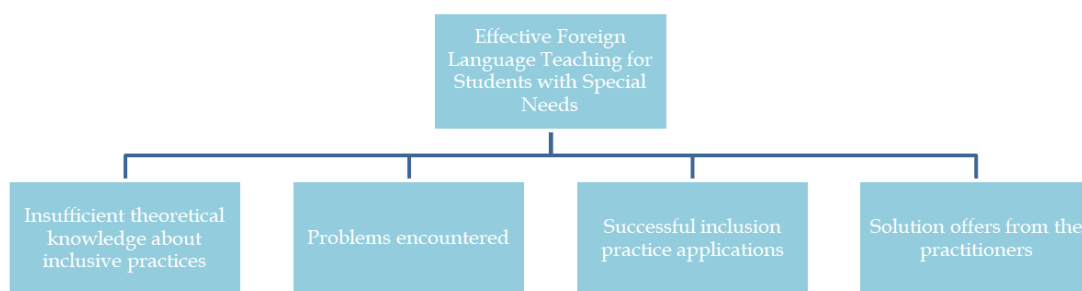 Effective Foreign
Language Teaching for
Students with Special
Needs
Insufficient theoretical
knowledge about
inclusive practices
Problems encountered
Successful inclusion
practice applications
Solution offers from the
practitioners